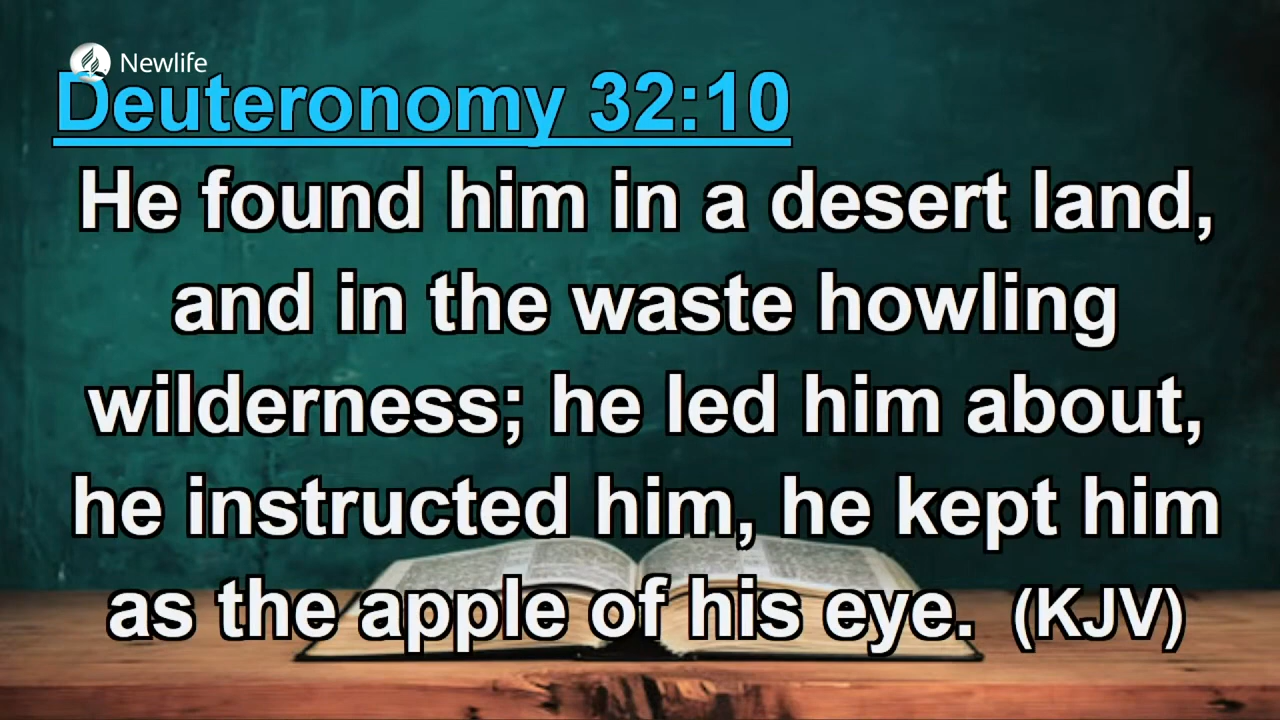 Newlife
Deuteronomy 32:10
He found him in a desert land,
and in the waste howling
wilderness; he led him about,
he instructed him, he kept him
as the apple of his eye. (KJV)